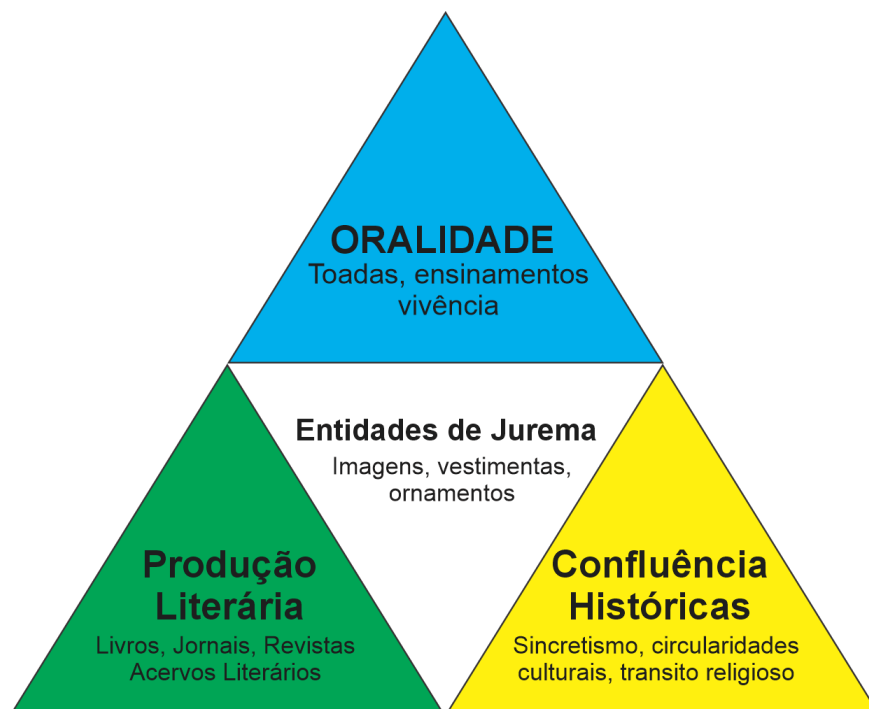 ORALIDADE
Toadas, ensinamentos
vivência
Entidades de Jurema
Imagens, vestimentas,
ornamentos
Produção
Literária
Livros, Jornais, Revistas
Acervos Literários
Confluência
Históricas
Sincretismo, circularidades
culturais, transito religioso